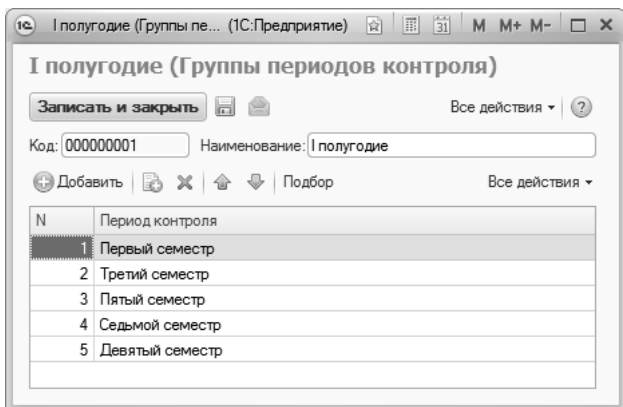 1С I полугодие (Группы пе... (1С:Предприятие) 31 M M+ M-
I полугодие (Группы периодов контроля)
Записать и закрыть Все действия ?
Код: 000000001 Наименование: I полугодие
Добавить Подбор Все действия
N Период контроля
1 Первый семестр
2 Третий семестр
3 Пятый семестр
4 Седьмой семестр
5 Девятый семестр